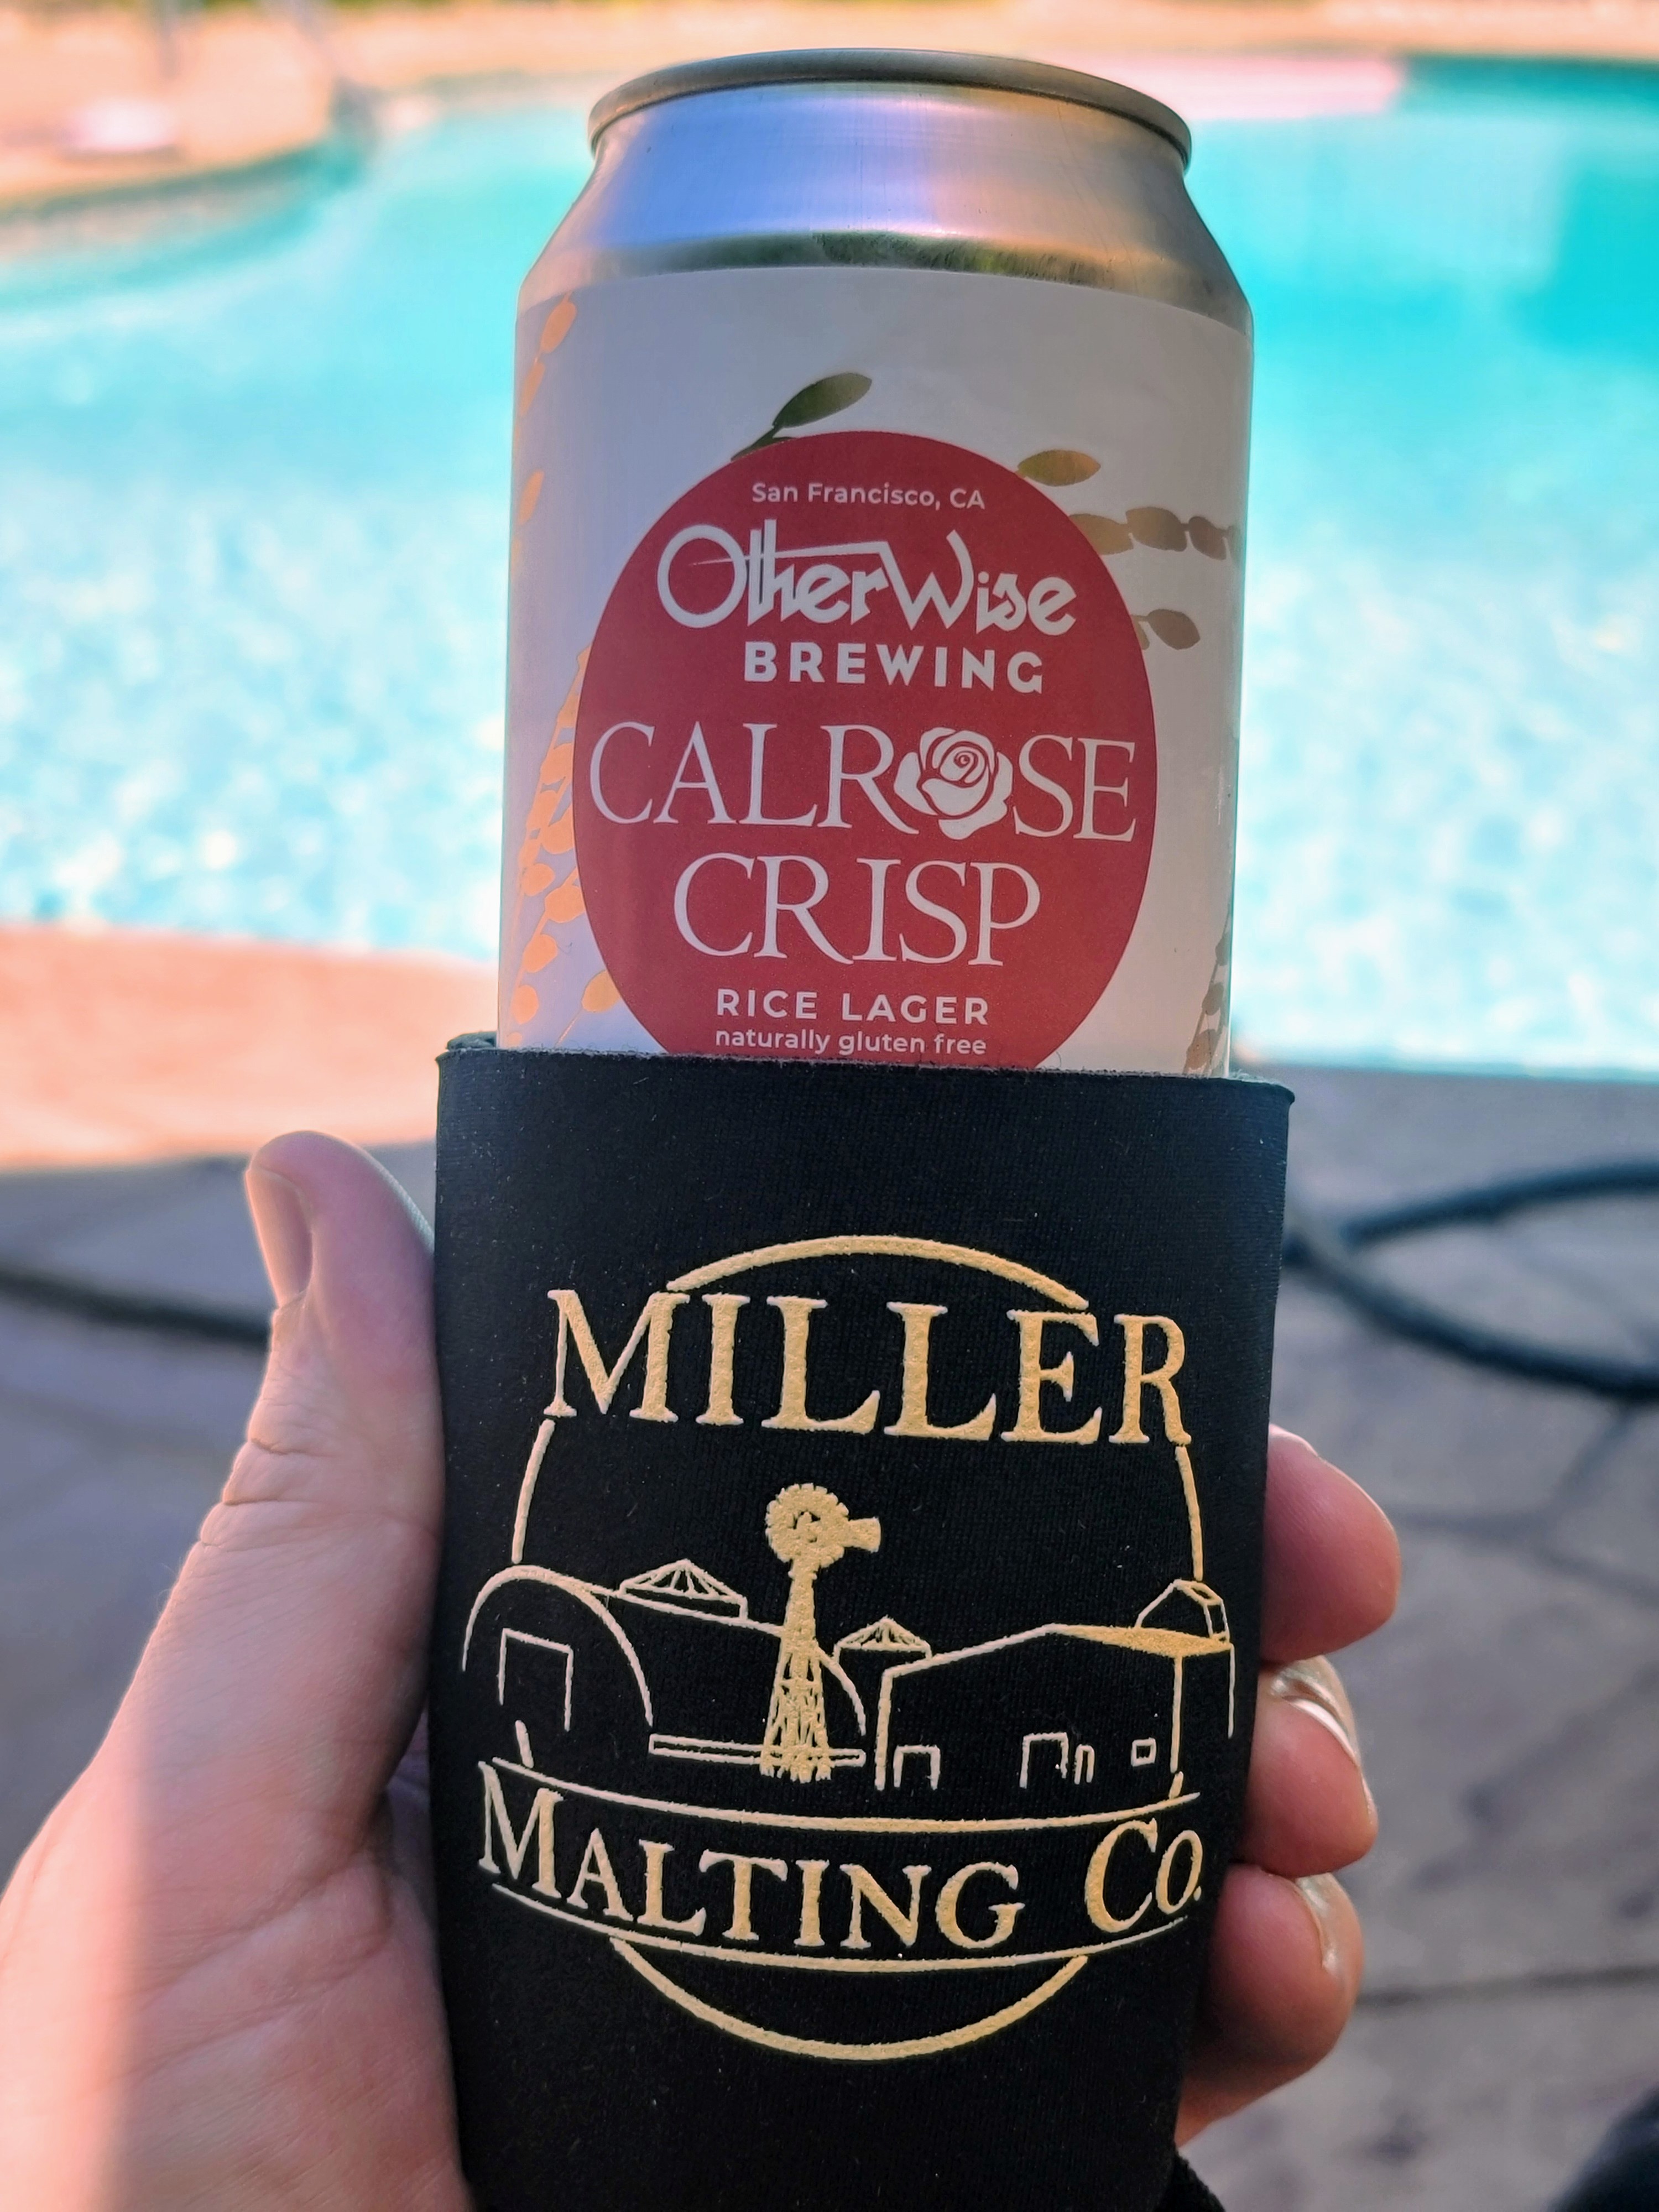 San Francisco, CA
OtherWise
BREWING
CALROSE
CRISP
RICE LAGER
naturally gluten free
MILLER
MALTING CO.